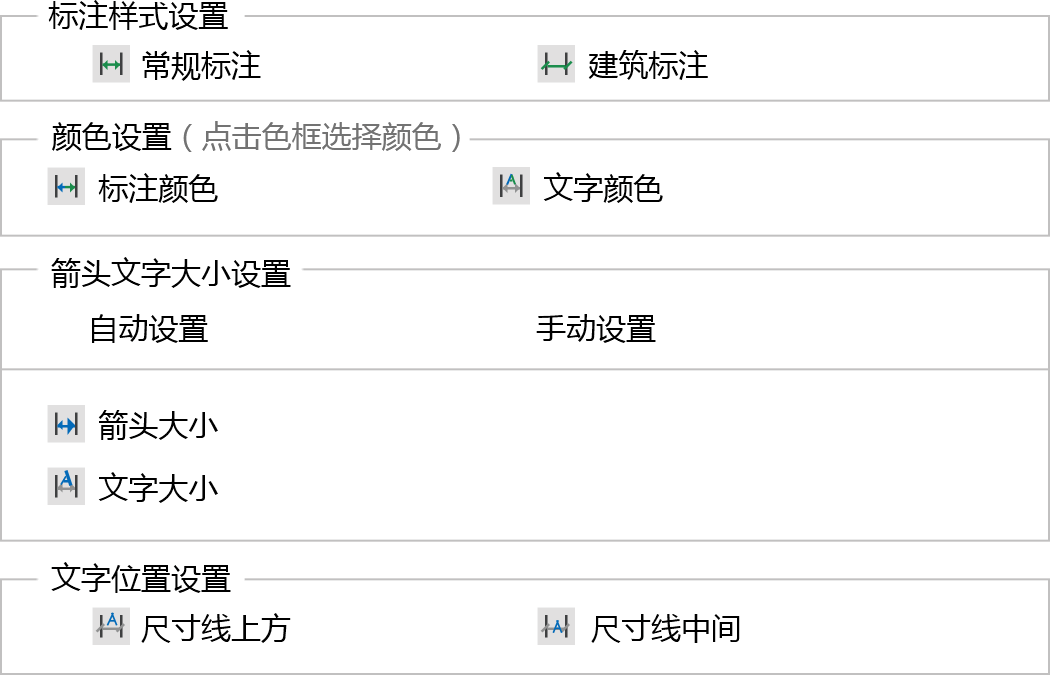 标注样式设置
常规标注 建筑标注
颜色设置（点击色框选择颜色）
标注颜色 文字颜色
箭头文字大小设置
自动设置 手动设置
箭头大小
文字大小
文字位置设置
尺寸线上方 尺寸线中间